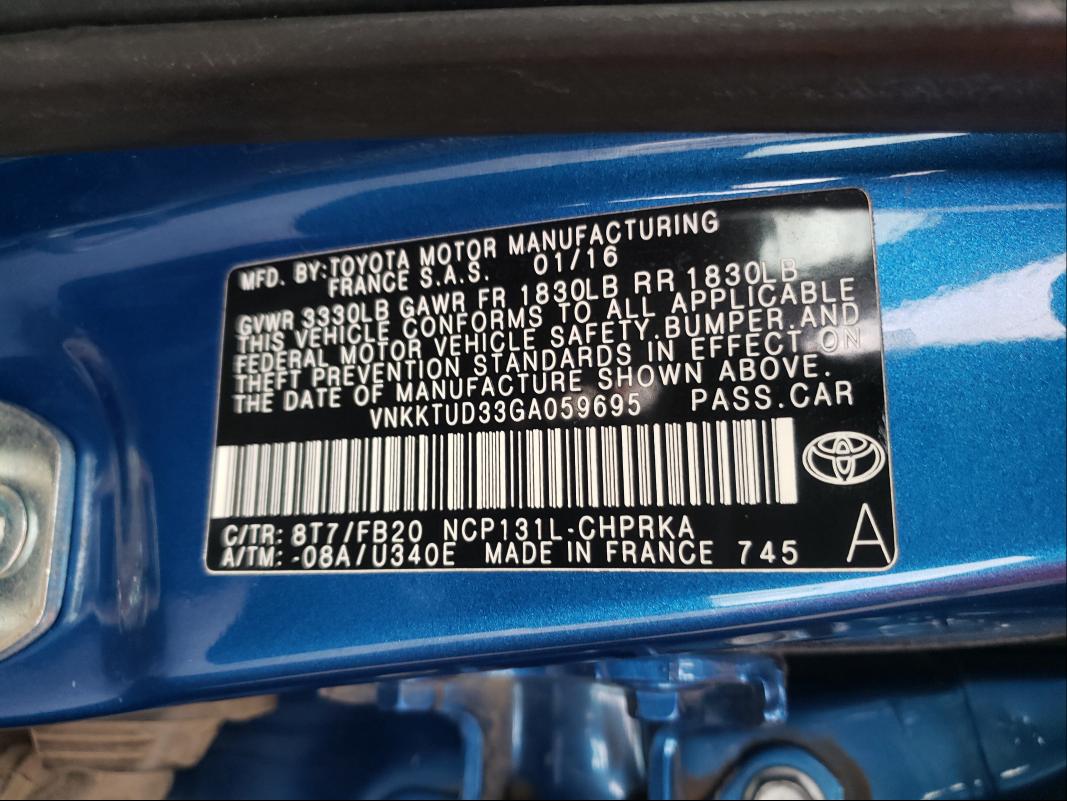 MFD. BY:TOYOTA MOTOR MANUFACTURING
FRANCE S.A.S. 01/16
GVWR 3330LB GAWR FR 1830LB RR 1830LB
THIS VEHICLE CONFORMS TO ALL APPLICABLE
FEDERAL MOTOR VEHICLE SAFETY.BUMPER.AND
THEFT PREVENTION STANDARDS IN EFFECT ON
THE DATE OF MANUFACTURE SHOWN ABOVE.
VNKKTUD33GA059695 PASS.CAR
C/TR: 8T7/FB20 NCP131L-CHPRKA
A/TM: -08A/U340E MADE IN FRANCE 745 A